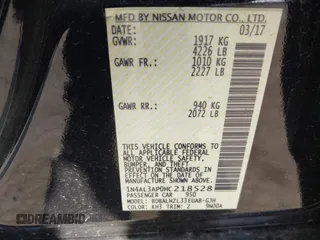 MFD BY NISSAN MOTOR CO., LTD.
DATE: 03/17
GVWR: 1917 KG
4226 LB
GAWR FR.: 1010 KG
2227 LB
GAWR RR.: 940 KG
2072 LB
THIS VEHICLE CONFORMS TO ALL APPLICABLE
FEDERAL MOTOR VEHICLE SAFETY,
BUMPER, AND THEFT PREVENTION
STANDARDS IN EFFECT ON THE DATE OF
MANUFACTURE SHOWN ABOVE.
1N4AL3AP0HC218528
PASSENGER CAR
MODEL:
COLOR: KH3 TRIM: Z
DREAMBID